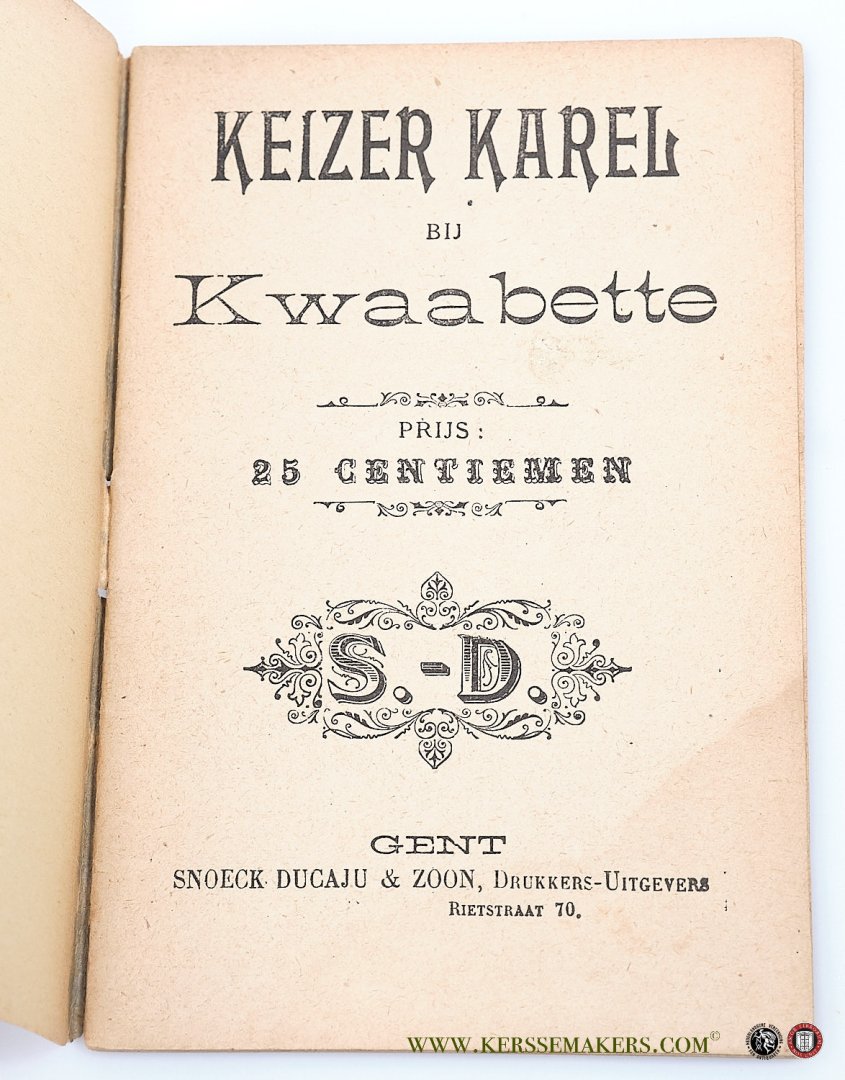 KEIZER KAREL
BIJ
Kwaabette
PRIJS:
25 CENTIEMEN
S.-D.
GENT
SNOECK-DUCAJU & ZOON, DRUKKERS-UITGEVERS
RIETSTRAAT 70.
WWW.KERSSEMAKERS.COM©